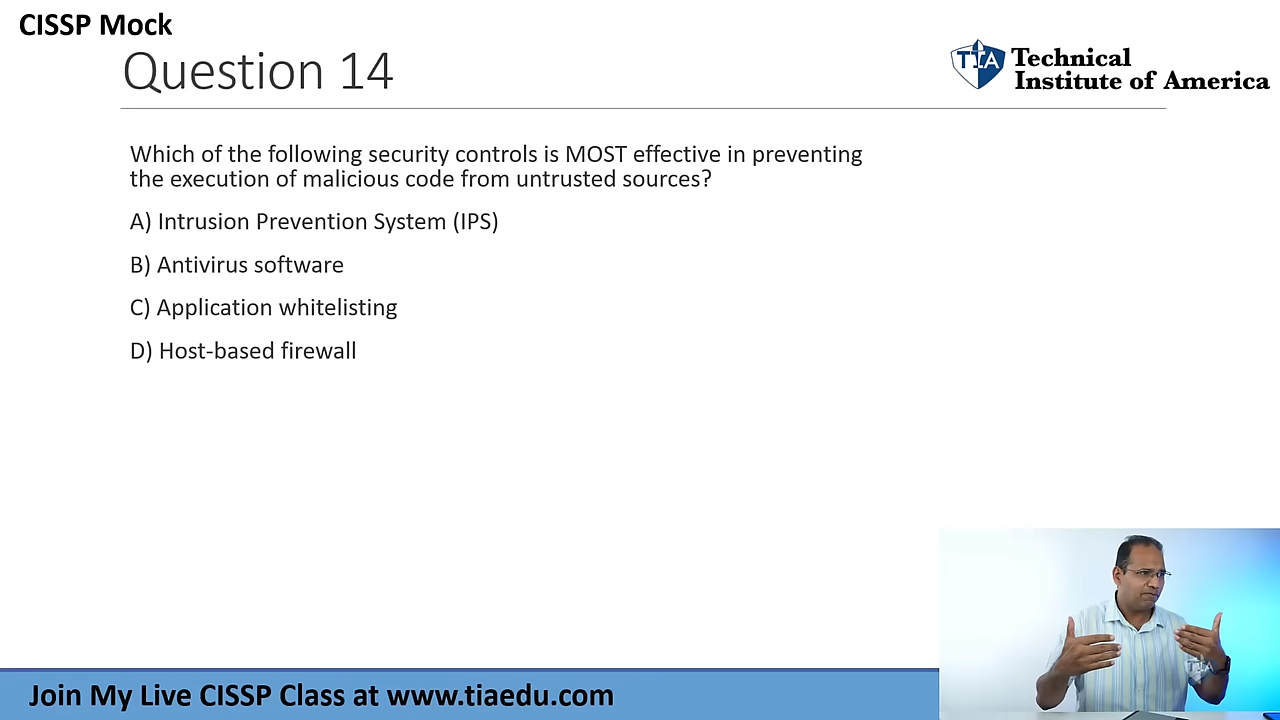 CISSP Mock
Question 14
TIA Technical
Institute of America
Which of the following security controls is MOST effective in preventing
the execution of malicious code from untrusted sources?
A) Intrusion Prevention System (IPS)
B) Antivirus software
C) Application whitelisting
D) Host-based firewall
TIA
Join My Live CISSP Class at www.tiaedu.com